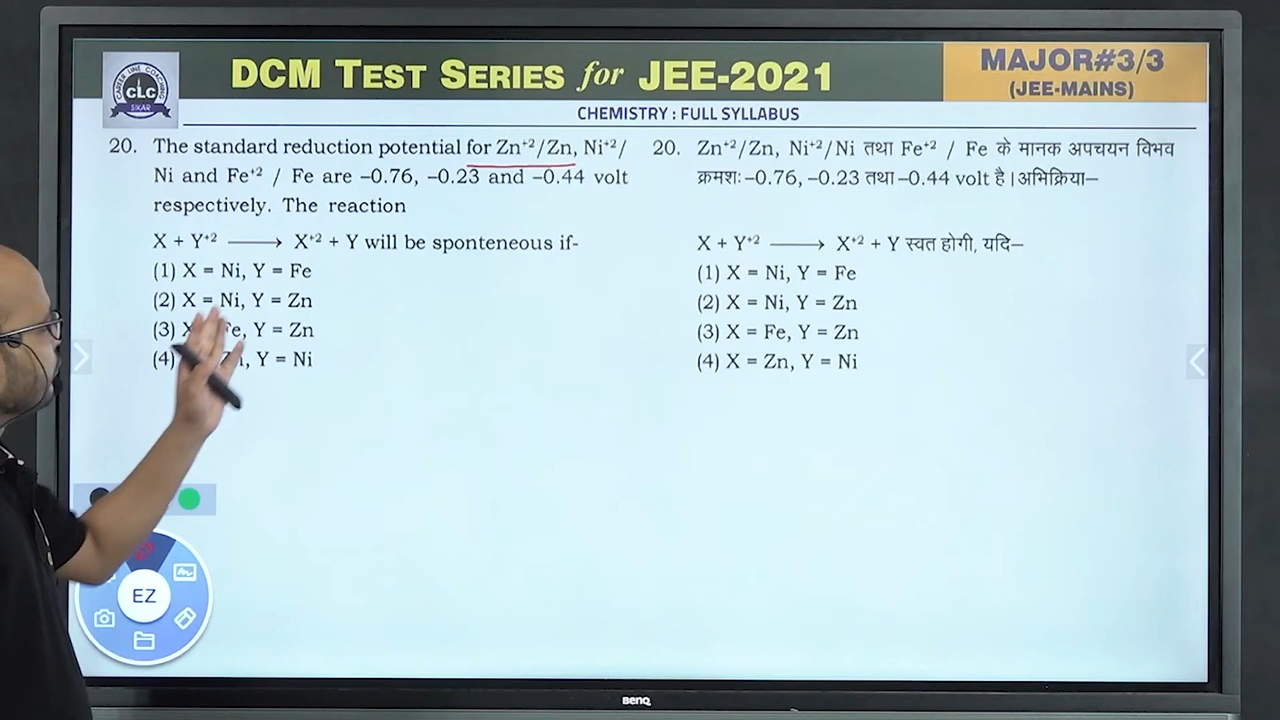 DCM TEST SERIES for JEE-2021
MAJOR#3/3
(JEE-MAINS)
CAREER LINE COACHING
CLC
SIKAR
CHEMISTRY : FULL SYLLABUS
20. The standard reduction potential for Zn⁺²/Zn, Ni⁺²/
Ni and Fe⁺² / Fe are –0.76, –0.23 and –0.44 volt
respectively. The reaction
X + Y⁺² ⟶ X⁺² + Y will be sponteneous if-
(1) X = Ni, Y = Fe
(2) X = Ni, Y = Zn
(3) X Fe, Y = Zn
(4) , Y = Ni
20. Zn⁺²/Zn, Ni⁺²/Ni तथा Fe⁺² / Fe के मानक अपचयन विभव
क्रमशः –0.76, –0.23 तथा –0.44 volt है। अभिक्रिया–
X + Y⁺² ⟶ X⁺² + Y स्वत होगी, यदि–
(1) X = Ni, Y = Fe
(2) X = Ni, Y = Zn
(3) X = Fe, Y = Zn
(4) X = Zn, Y = Ni
EZ
BENQ